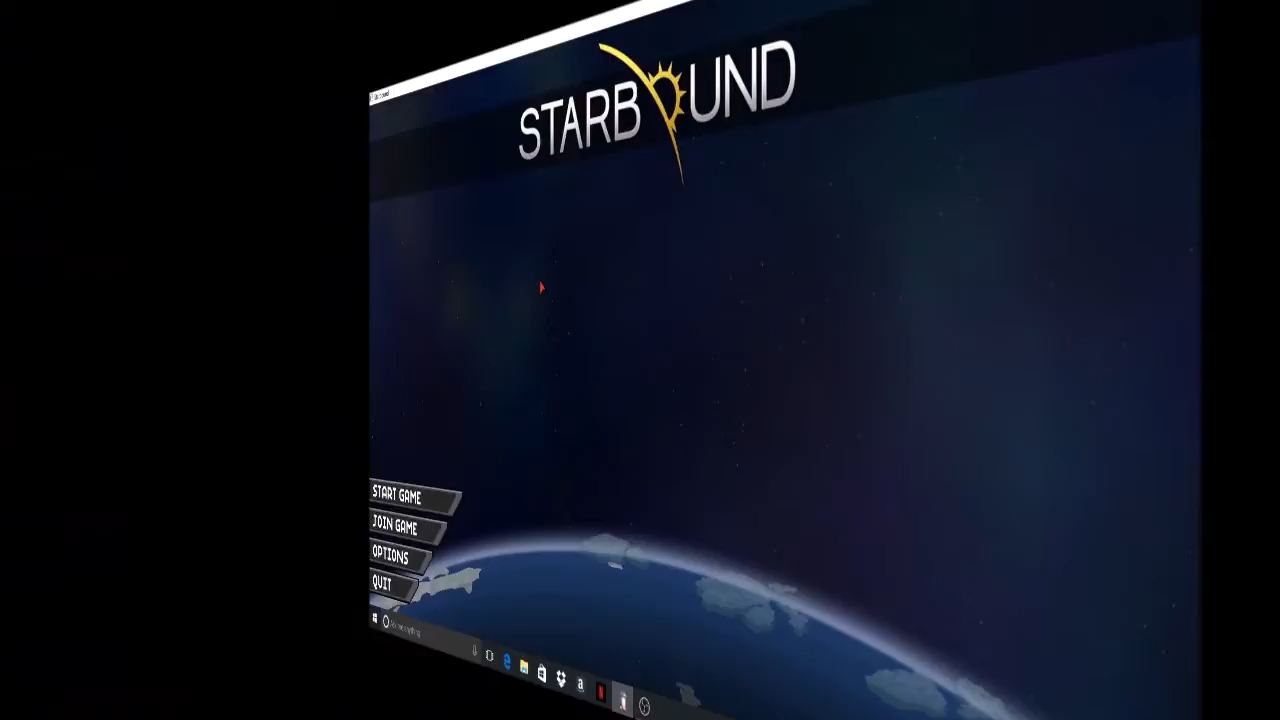 STARBOUND
START GAME
JOIN GAME
OPTIONS
QUIT